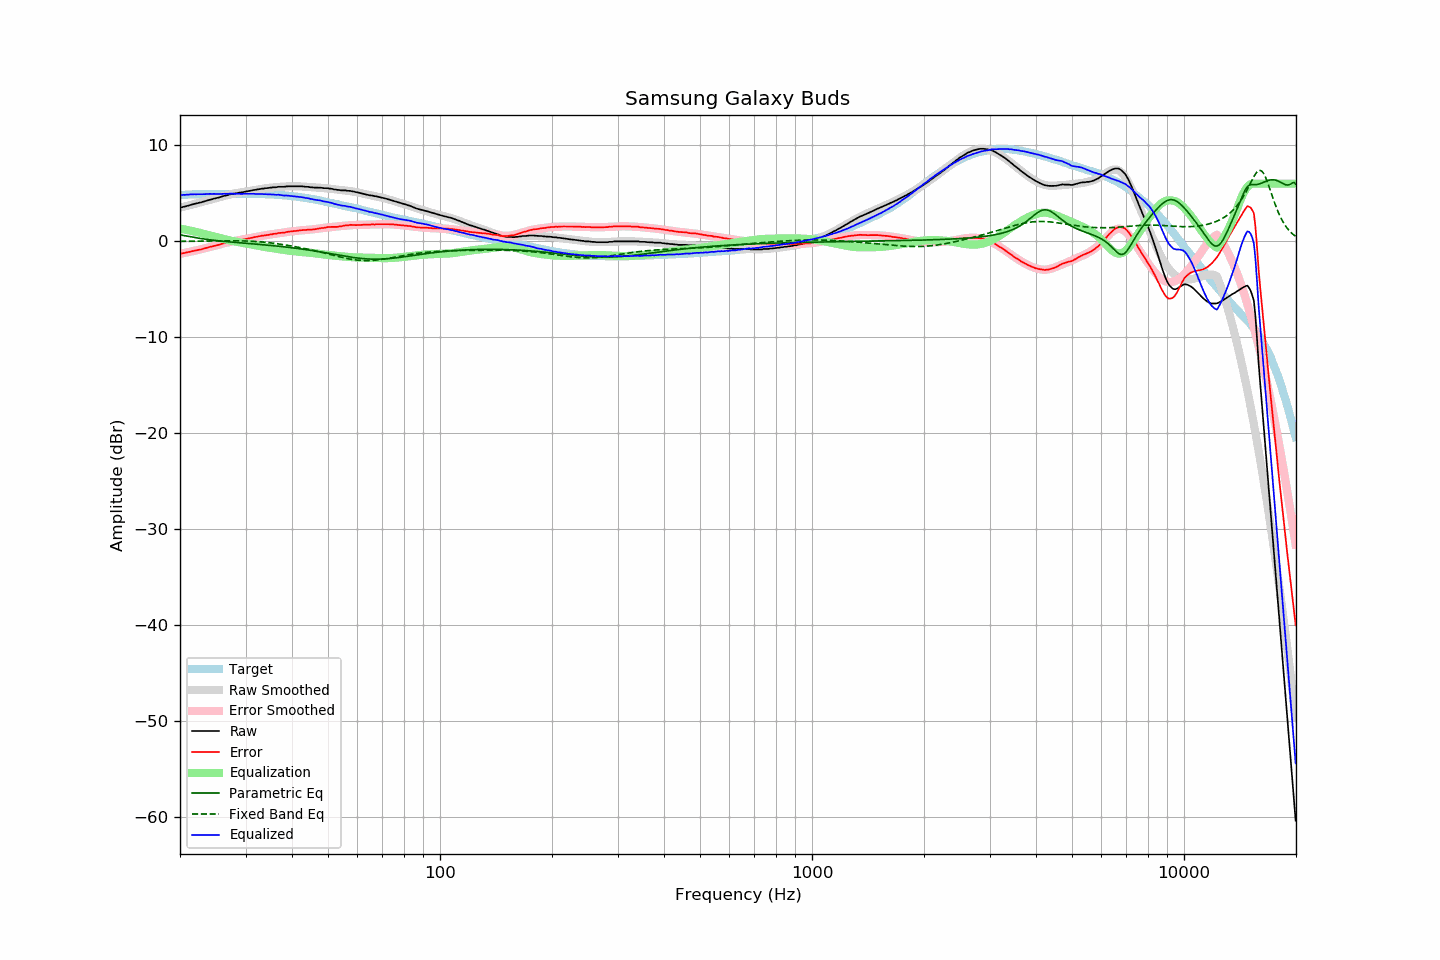 Samsung Galaxy Buds
10
0
−10
−20
−30
−40
−50
−60
Amplitude (dBr)
Target
Raw Smoothed
Error Smoothed
Raw
Error
Equalization
Parametric Eq
Fixed Band Eq
Equalized
100
1000
10000
Frequency (Hz)